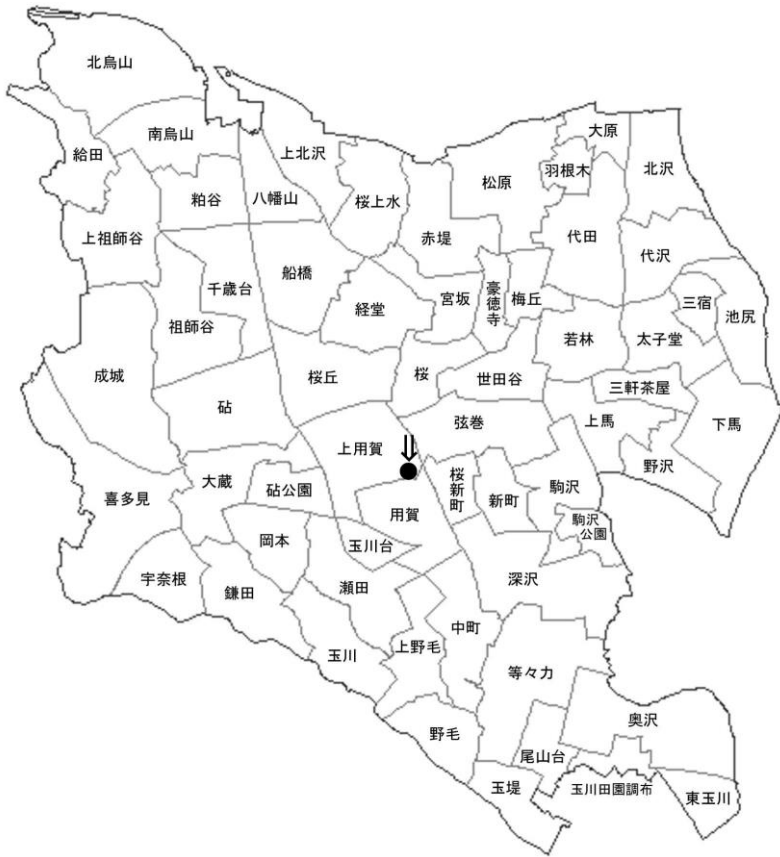 北烏山
南烏山
給田
上北沢
大原
粕谷
八幡山
桜上水
松原
羽根木
北沢
上祖師谷
赤堤
代田
代沢
船橋
千歳台
宮坂
豪徳寺
梅丘
三宿
池尻
経堂
祖師谷
若林
太子堂
成城
桜丘
桜
世田谷
三軒茶屋
砧
弦巻
上馬
下馬
上用賀
野沢
大蔵
砧公園
桜新町
新町
駒沢
喜多見
用賀
駒沢
公園
岡本
玉川台
宇奈根
鎌田
瀬田
深沢
中町
玉川
上野毛
等々力
奥沢
野毛
尾山台
玉堤
玉川田園調布
東玉川